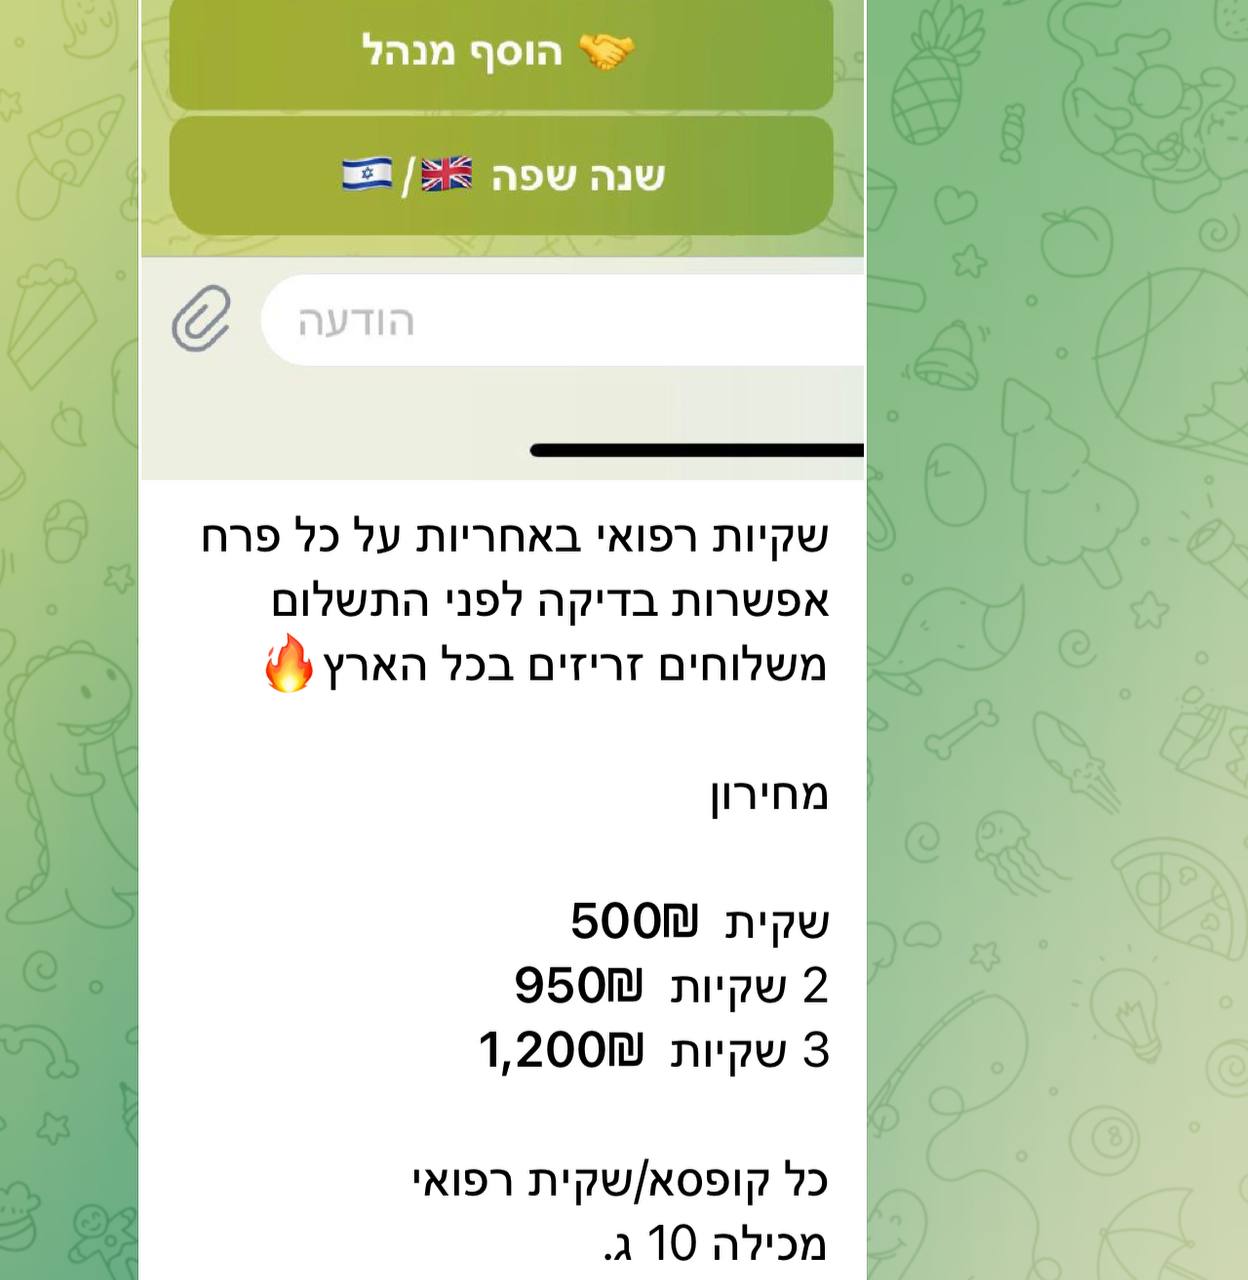 🤝 הוסף מנהל
שנה שפה 🇬🇧/🇮🇱
הודעה
שקיות רפואי באחריות על כל פרח
אפשרות בדיקה לפני התשלום
משלוחים זריזים בכל הארץ🔥
מחירון
שקית 500₪
2 שקיות 950₪
3 שקיות 1,200₪
כל קופסא/שקית רפואי
מכילה 10 ג.